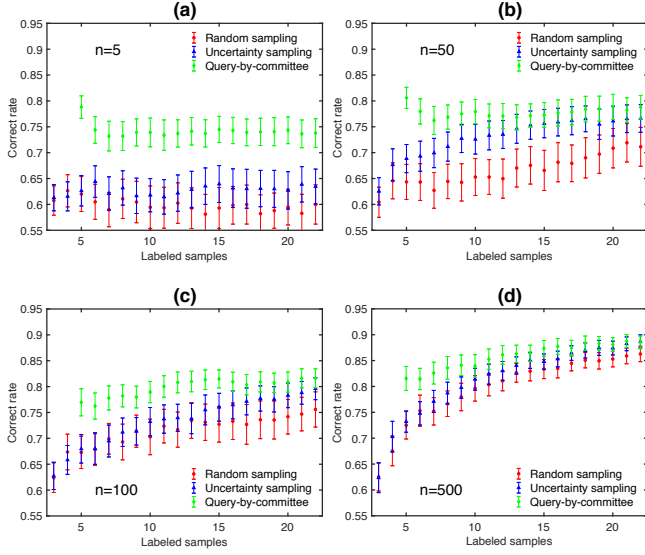 (a)
0.95
0.9
0.85
0.8
0.75
0.7
0.65
0.6
0.55
Correct rate
n=5
Random sampling
Uncertainty sampling
Query-by-committee
5
10
15
20
Labeled samples
(b)
0.95
0.9
0.85
0.8
0.75
0.7
0.65
0.6
0.55
Correct rate
n=50
Random sampling
Uncertainty sampling
Query-by-committee
5
10
15
20
Labeled samples
(c)
0.95
0.9
0.85
0.8
0.75
0.7
0.65
0.6
0.55
Correct rate
n=100
Random sampling
Uncertainty sampling
Query-by-committee
5
10
15
20
Labeled samples
(d)
0.95
0.9
0.85
0.8
0.75
0.7
0.65
0.6
0.55
Correct rate
n=500
Random sampling
Uncertainty sampling
Query-by-committee
5
10
15
20
Labeled samples